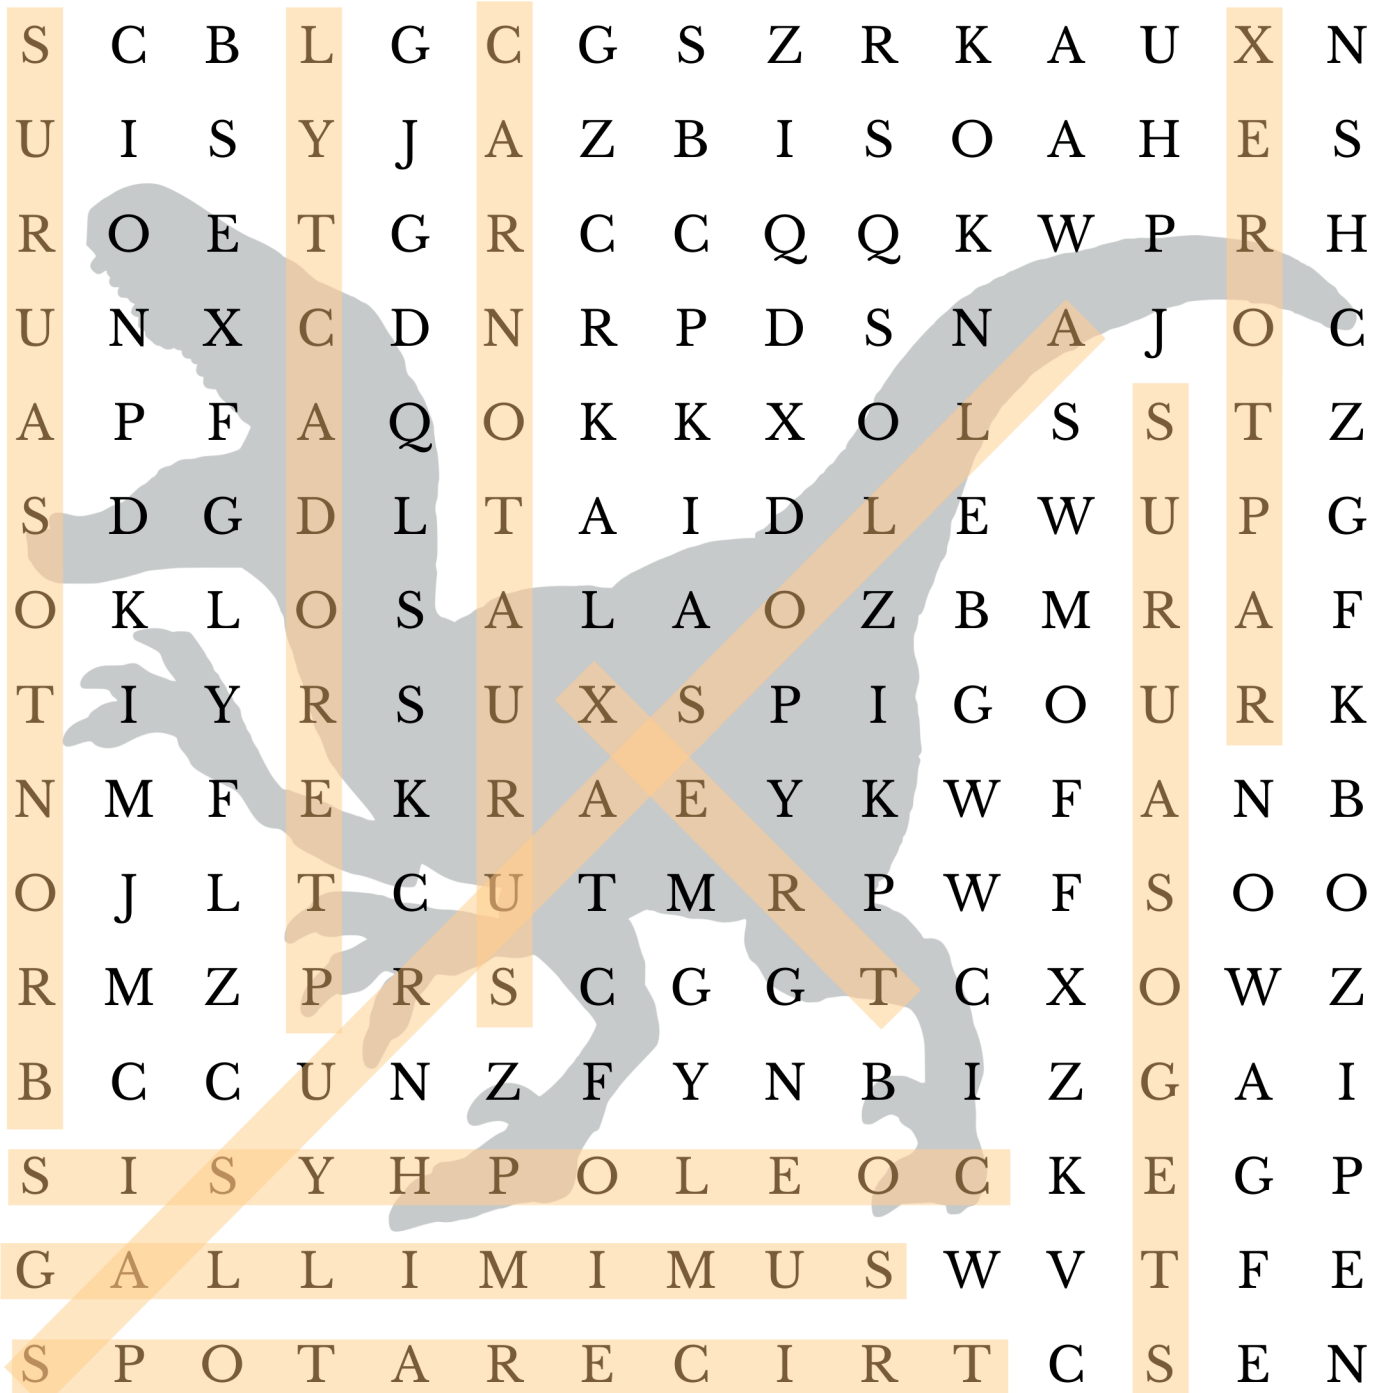 S C B L G C G S Z R K A U X N
U I S Y J A Z B I S O A H E S
R O E T G R C C Q Q K W P R H
U N X C D N R P D S N A J O C
A P F A Q O K K X O L S S T Z
S D G D L T A I D L E W U P G
O K L O S A L A O Z B M R A F
T I Y R S U X S P I G O U R K
N M F E K R A E Y K W F A N B
O J L T C U T M R P W F S O O
R M Z P R S C G G T C X O W Z
B C C U N Z F Y N B I Z G A I
S I S Y H P O L E O C K E G P
G A L L I M I M U S W V T F E
S P O T A R E C I R T C S E N